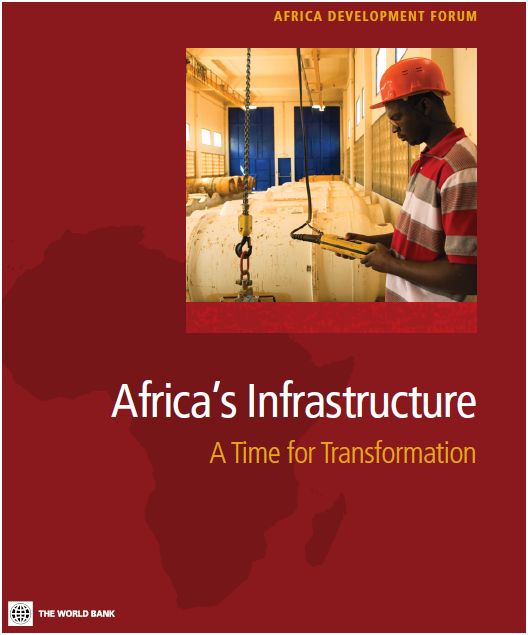 AFRICA DEVELOPMENT FORUM
Africa's Infrastructure
A Time for Transformation
THE WORLD BANK